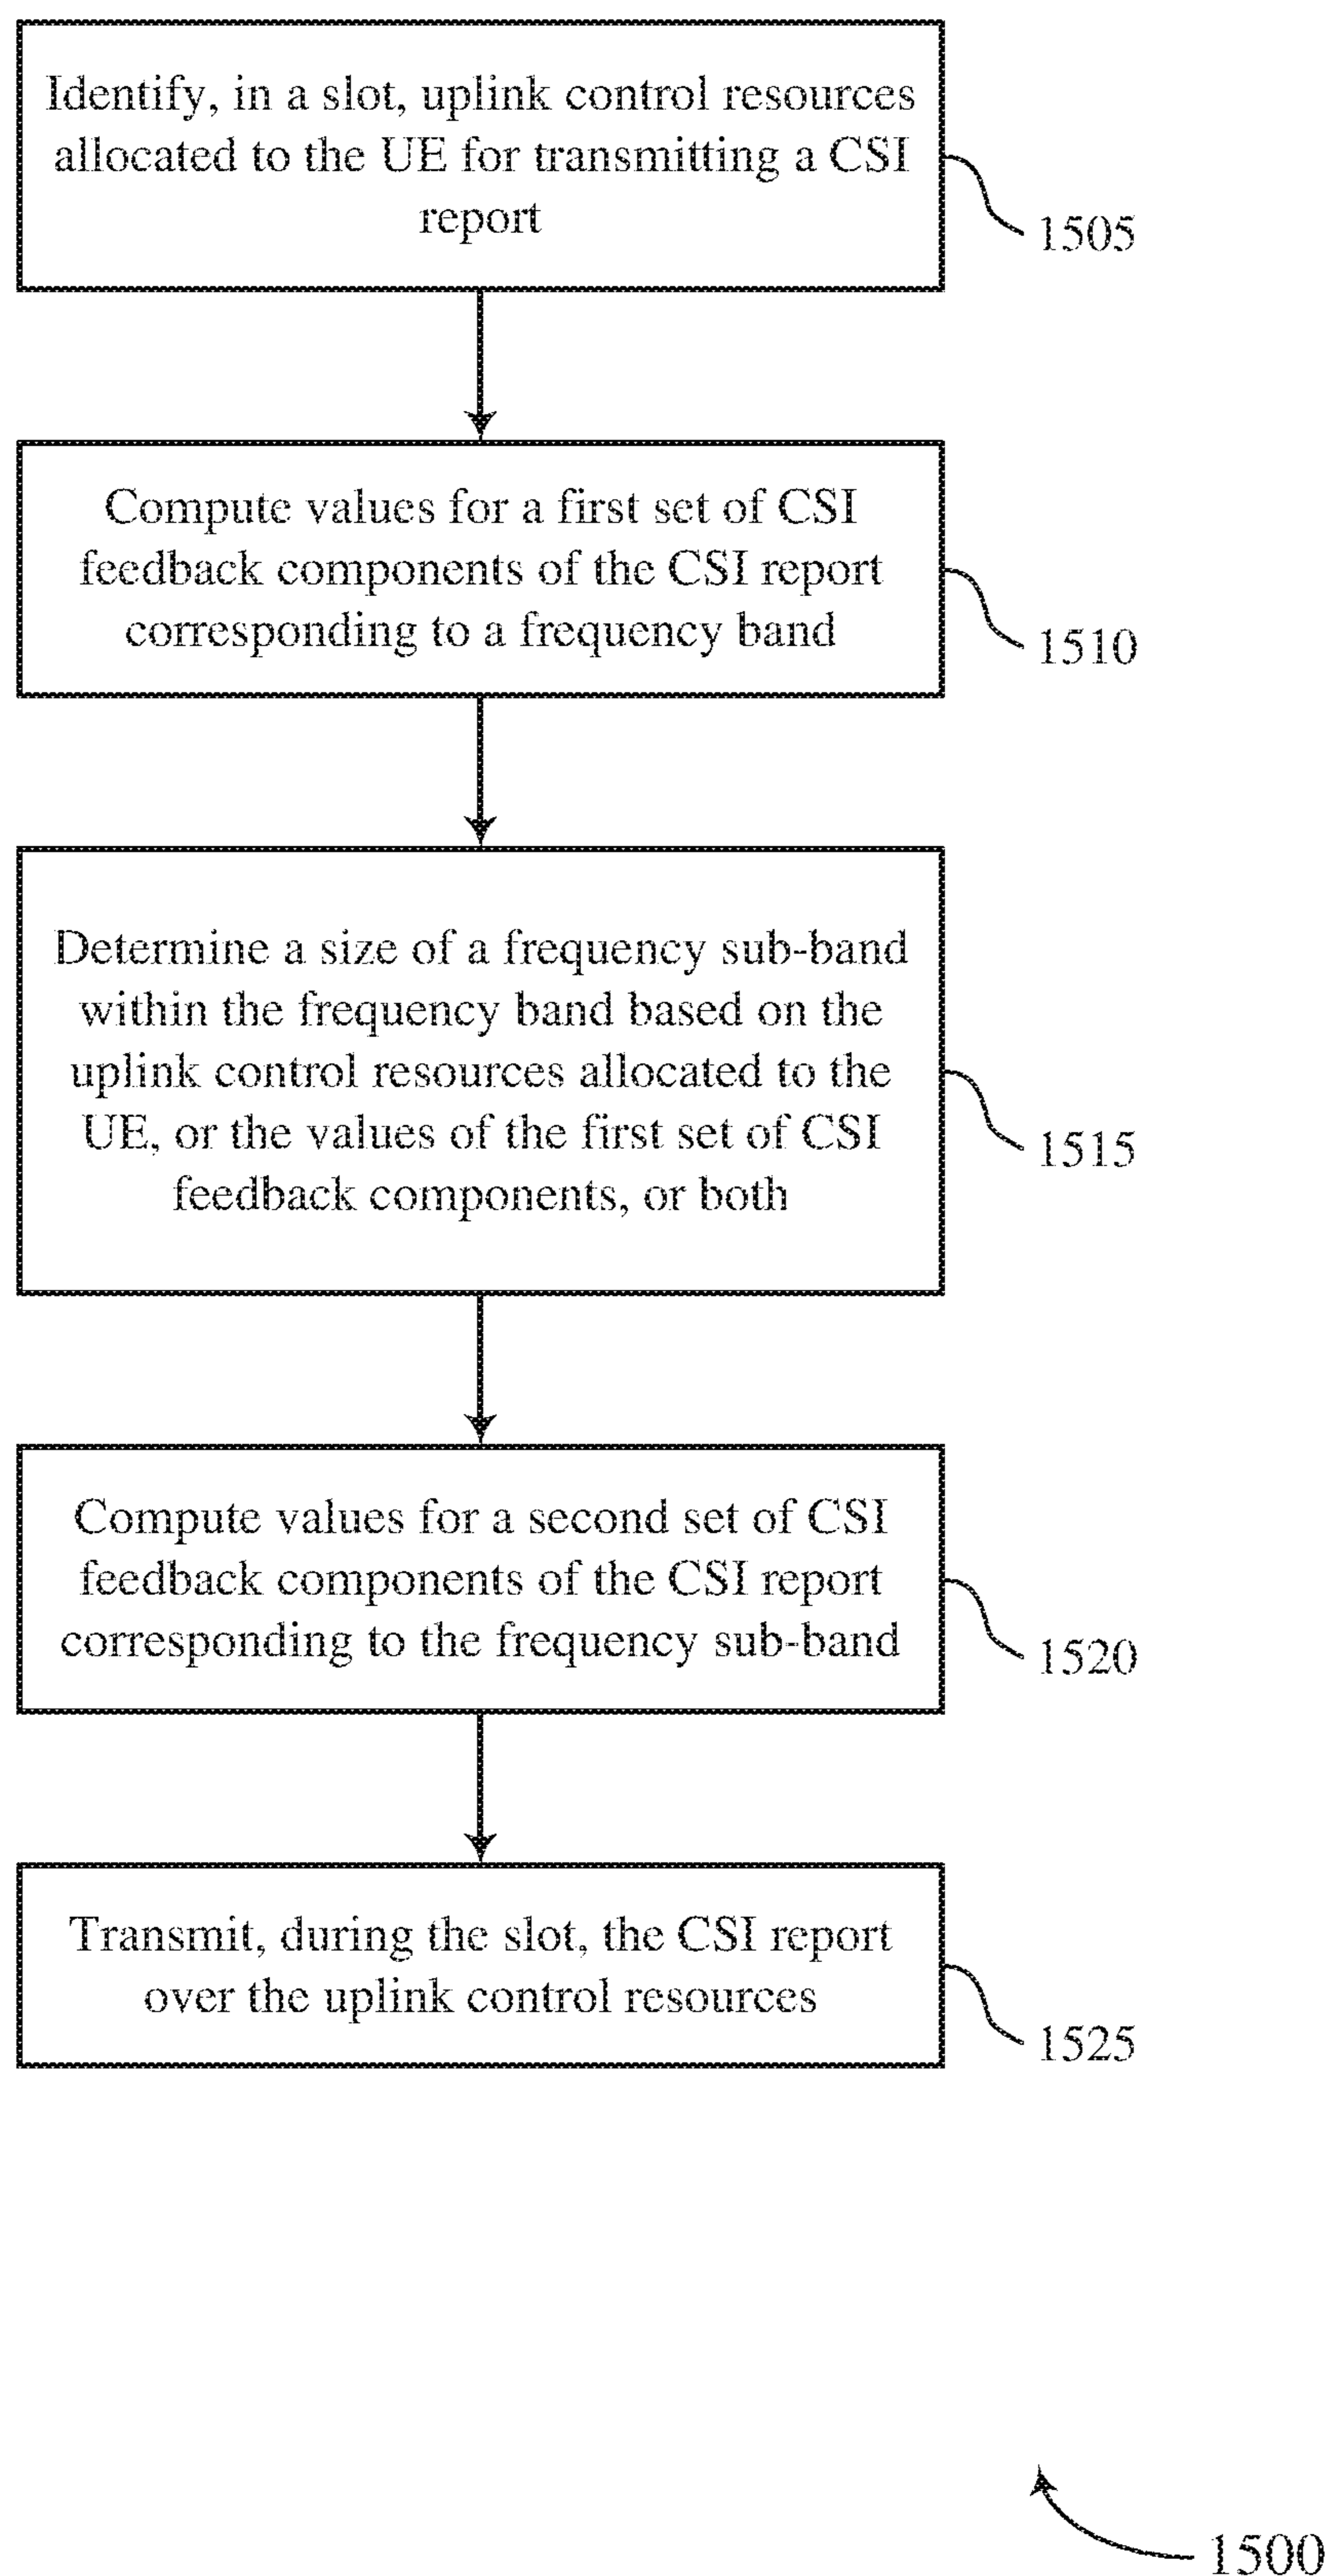 Identify, in a slot, uplink control resources
allocated to the UE for transmitting a CSI
report
1505
Compute values for a first set of CSI
feedback components of the CSI report
corresponding to a frequency band
1510
Determine a size of a frequency sub-band
within the frequency band based on the
uplink control resources allocated to the
UE, or the values of the first set of CSI
feedback components, or both
1515
Compute values for a second set of CSI
feedback components of the CSI report
corresponding to the frequency sub-band
1520
Transmit, during the slot, the CSI report
over the uplink control resources
1525
1500